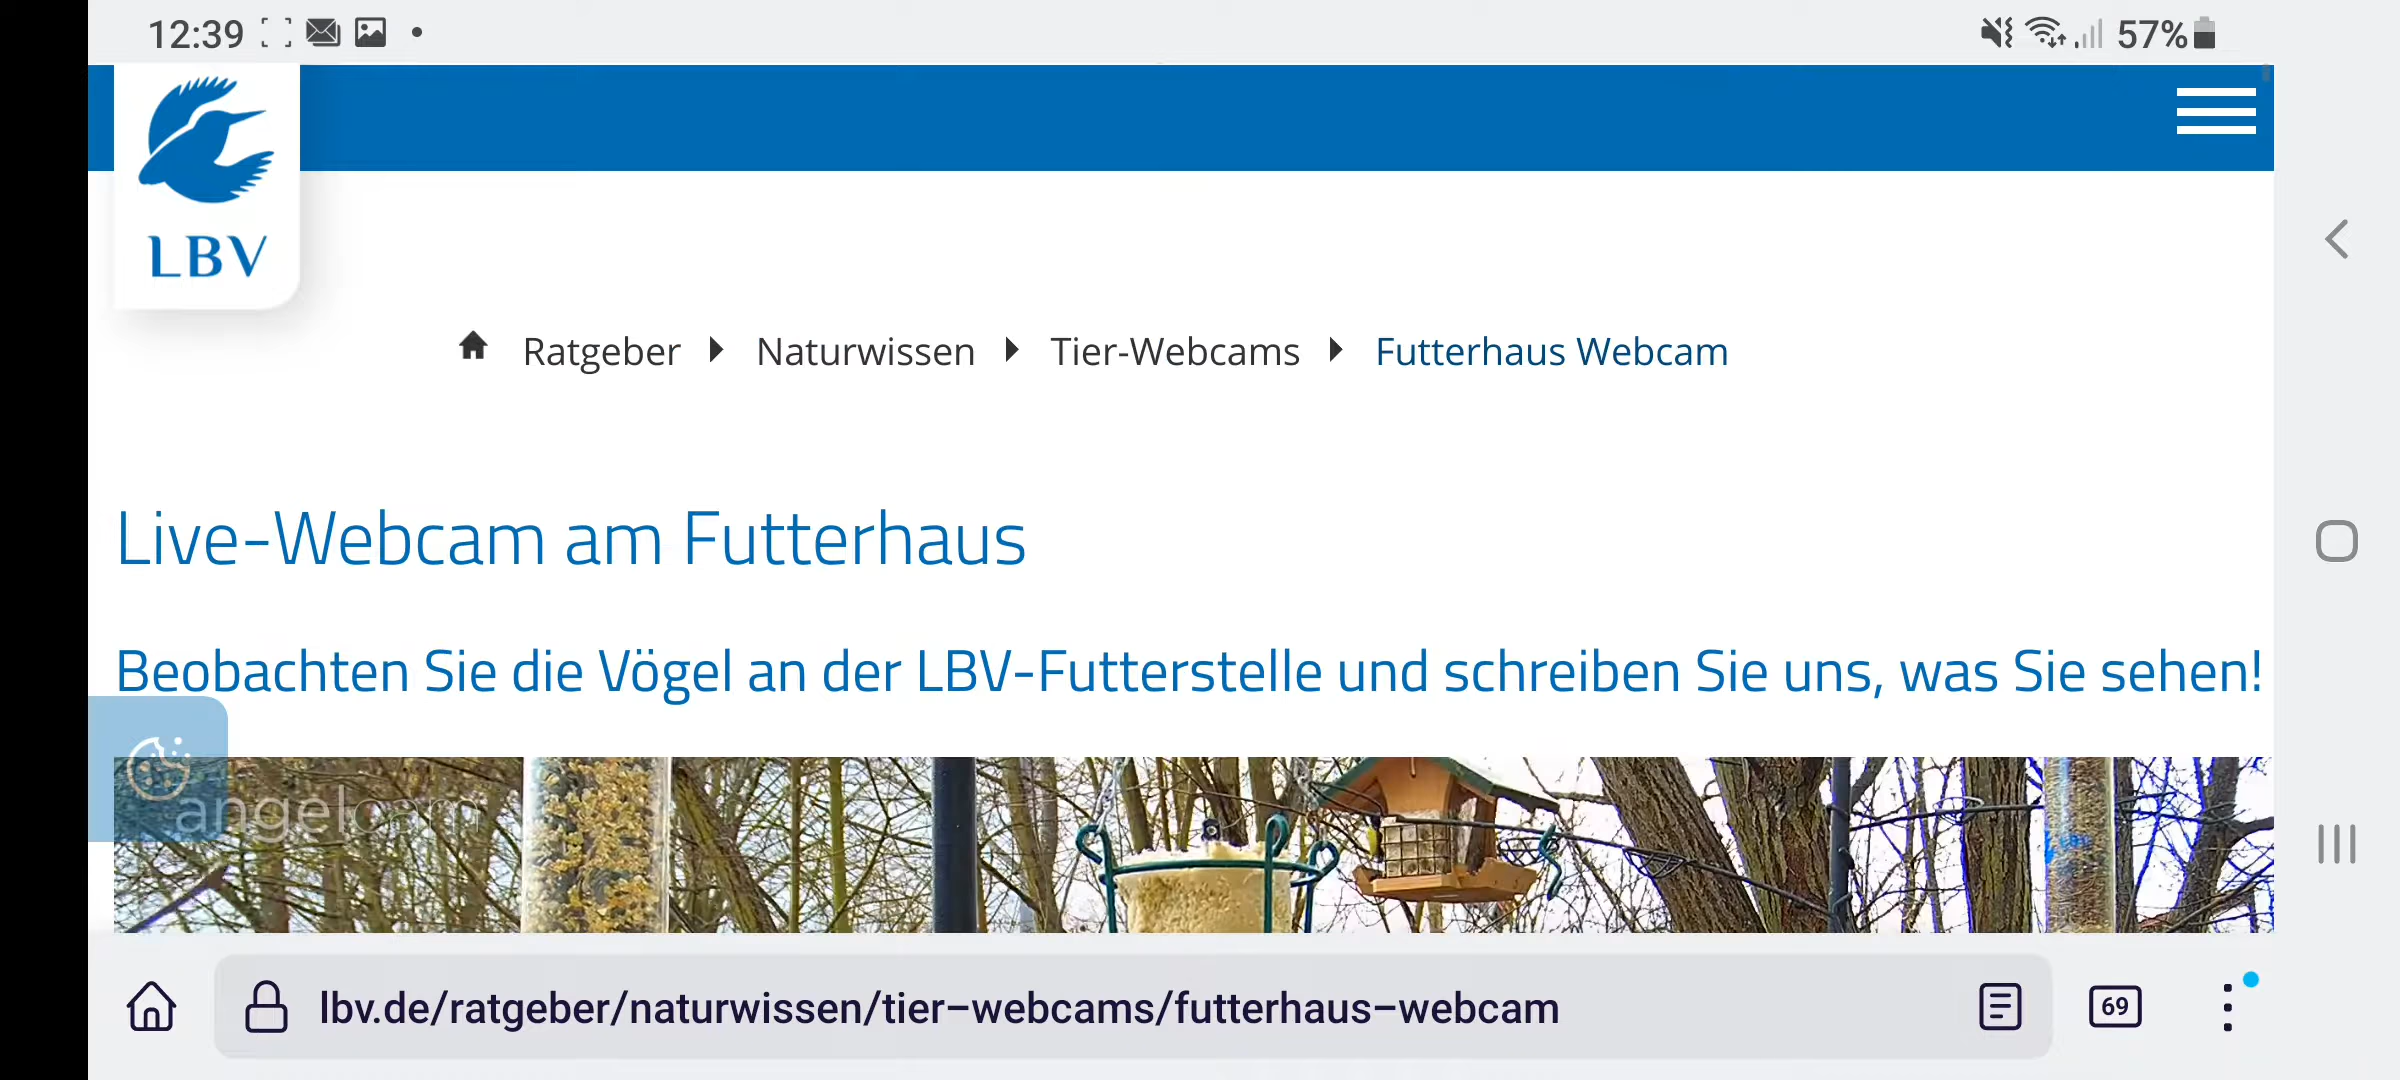 12:39
57%
LBV
Ratgeber Naturwissen Tier-Webcams Futterhaus Webcam
Live-Webcam am Futterhaus
Beobachten Sie die Vögel an der LBV-Futterstelle und schreiben Sie uns, was Sie sehen!
angelcam
lbv.de/ratgeber/naturwissen/tier-webcams/futterhaus-webcam
69